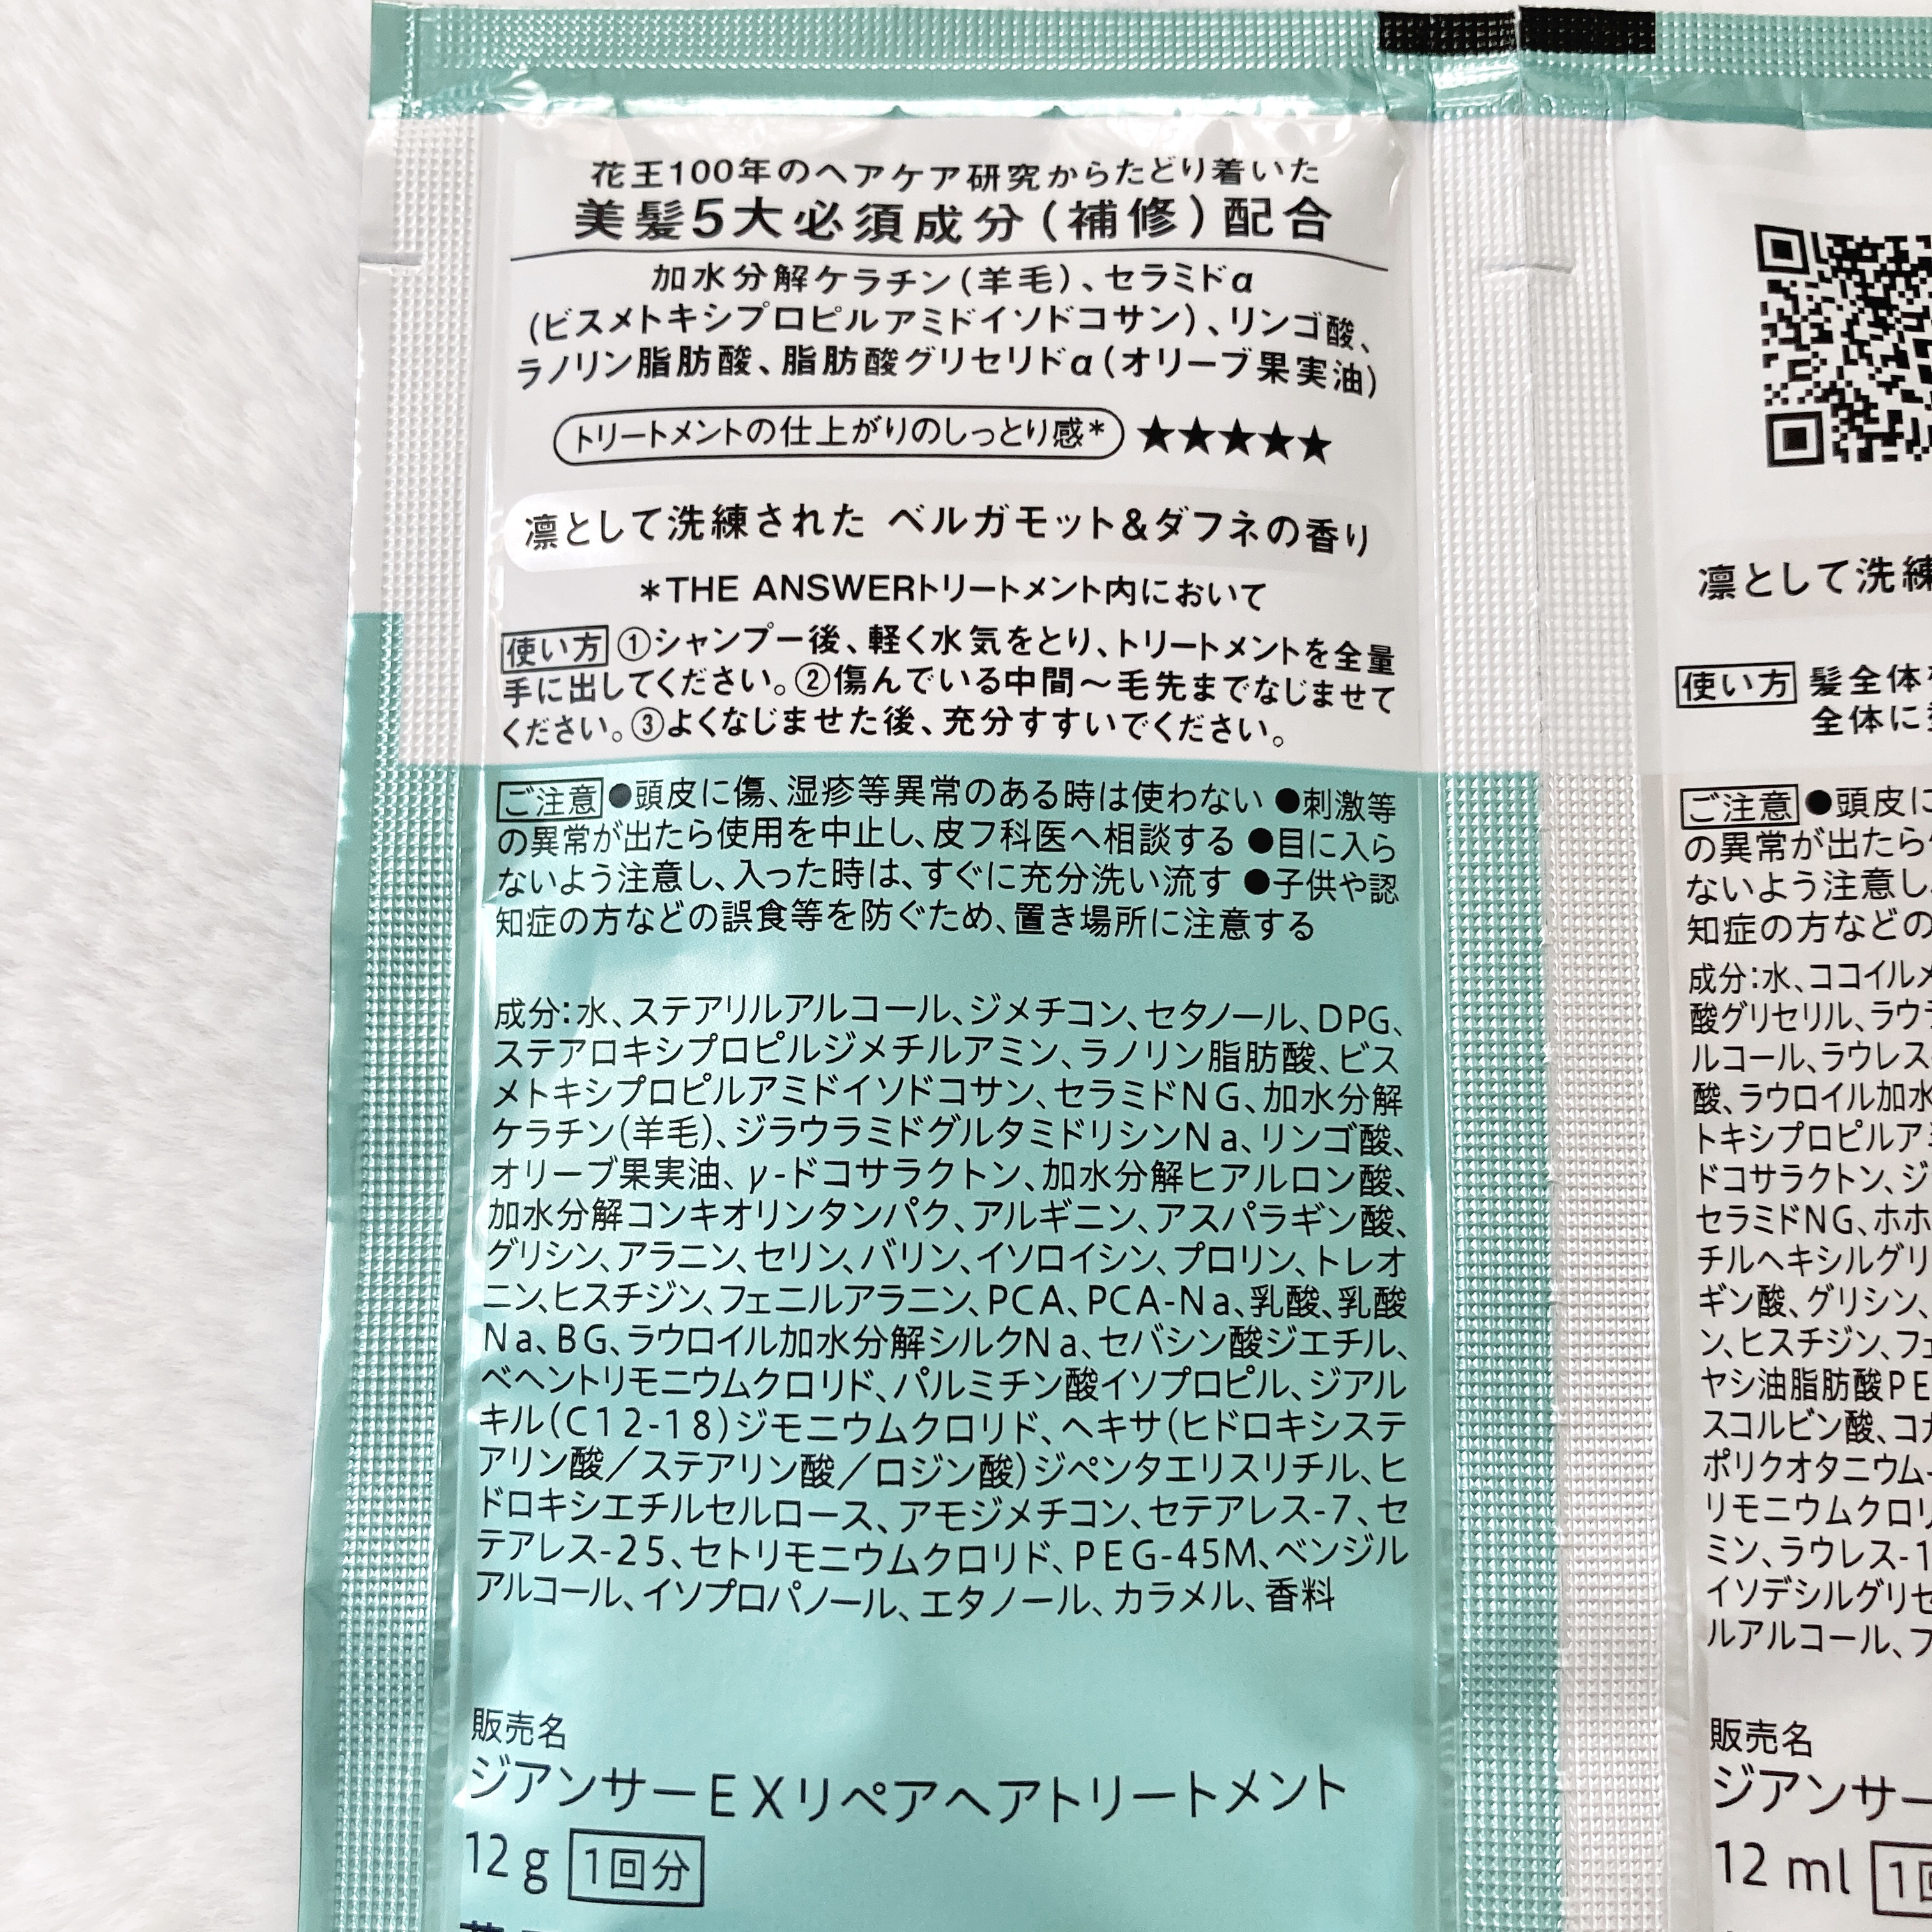 花王100年のヘアケア研究からたどり着いた
美髪5大必須成分(補修)配合
加水分解ケラチン(羊毛)、セラミドα
(ビスメトキシプロピルアミドイソドコサン)、リンゴ酸、
ラノリン脂肪酸、脂肪酸グリセリドα(オリーブ果実油)
トリートメントの仕上がりのしっとり感* ★★★★★
凛として洗練された ベルガモット&ダフネの香り
*THE ANSWERトリートメント内において
使い方 ①シャンプー後、軽く水気をとり、トリートメントを全量
手に出してください。②傷んでいる中間〜毛先までなじませて
ください。③よくなじませた後、充分すすいでください。
ご注意 ●頭皮に傷、湿疹等異常のある時は使わない ●刺激等
の異常が出たら使用を中止し、皮フ科医へ相談する ●目に入ら
ないよう注意し、入った時は、すぐに充分洗い流す ●子供や認
知症の方などの誤食等を防ぐため、置き場所に注意する
成分:水、ステアリルアルコール、ジメチコン、セタノール、DPG、
ステアロキシプロピルジメチルアミン、ラノリン脂肪酸、ビス
メトキシプロピルアミドイソドコサン、セラミドNG、加水分解
ケラチン(羊毛)、ジラウラミドグルタミドリシンNa、リンゴ酸、
オリーブ果実油、γ-ドコサラクトン、加水分解ヒアルロン酸、
加水分解コンキオリンタンパク、アルギニン、アスパラギン酸、
グリシン、アラニン、セリン、バリン、イソロイシン、プロリン、トレオ
ニン、ヒスチジン、フェニルアラニン、PCA、PCA-Na、乳酸、乳酸
Na、BG、ラウロイル加水分解シルクNa、セバシン酸ジエチル、
ベヘントリモニウムクロリド、パルミチン酸イソプロピル、ジアル
キル(C12-18)ジモニウムクロリド、ヘキサ(ヒドロキシステ
アリン酸/ステアリン酸/ロジン酸)ジペンタエリスリチル、ヒ
ドロキシエチルセルロース、アモジメチコン、セテアレス-7、セ
テアレス-25、セトリモニウムクロリド、PEG-45M、ベンジル
アルコール、イソプロパノール、エタノール、カラメル、香料
販売名
ジアンサーEXリペアヘアトリートメント
12g 1回分
凛として洗練
使い方 髪全体
全体に
ご注意 ●頭皮に
の異常が出たら
ないよう注意し、
知症の方などの
成分:水、ココイルメ
酸グリセリル、ラウ
ルコール、ラウレス
酸、ラウロイル加水
トキシプロピルア
ドコサラクトン、ジ
セラミドNG、ホホ
チルヘキシルグリ
ギン酸、グリシン、
ン、ヒスチジン、フェ
ヤシ油脂肪酸PE
スコルビン酸、コカ
ポリクオタニウム-
リモニウムクロリ
ミン、ラウレス-1
イソデシルグリセ
ルアルコール、フ
販売名
ジアンサー
12 ml 1回